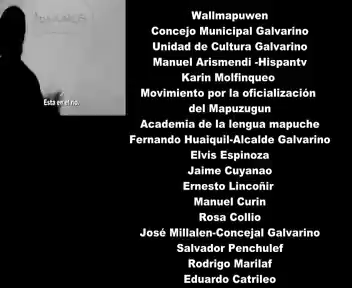 Esta en el no.
Wallmapuwen
Concejo Municipal Galvarino
Unidad de Cultura Galvarino
Manuel Arismendi -Hispantv
Karin Molfinqueo
Movimiento por la oficialización
del Mapuzugun
Academia de la lengua mapuche
Fernando Huaiquil-Alcalde Galvarino
Elvis Espinoza
Jaime Cuyanao
Ernesto Lincoñir
Manuel Curin
Rosa Collio
José Millalen-Concejal Galvarino
Salvador Penchulef
Rodrigo Marilaf
Eduardo Catrileo